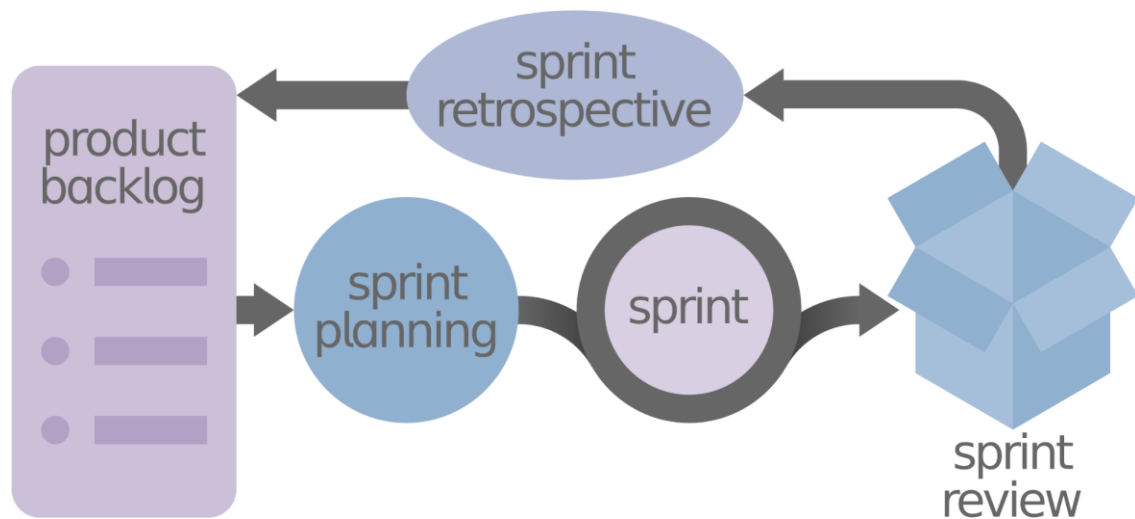 product
backlog
sprint
planning
sprint
sprint
review
sprint
retrospective